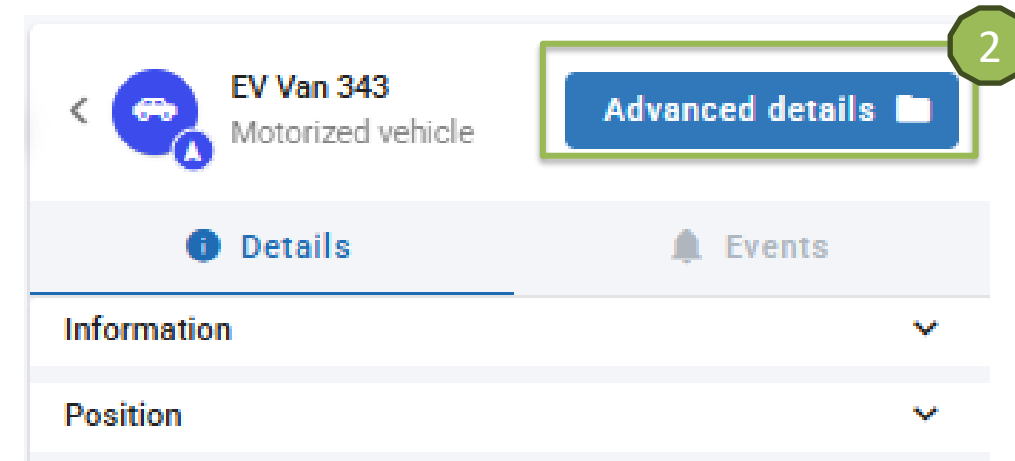 2
EV Van 343
Motorized vehicle
Advanced details
Details
Events
Information
Position